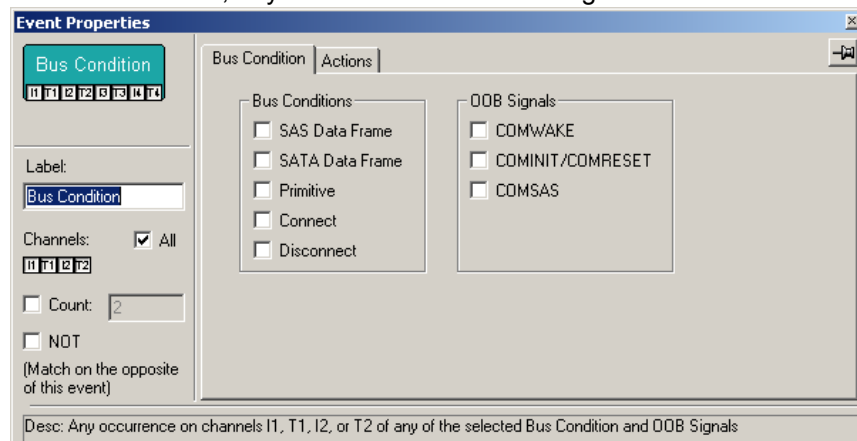 Event Properties
Bus Condition
I1 T1 I2 T2 I3 T3 I4 T4
Label:
Bus Condition
Channels: All
I1 T1 I2 T2
Count: 2
NOT
(Match on the opposite
of this event)
Bus Condition Actions
Bus Conditions
SAS Data Frame
SATA Data Frame
Primitive
Connect
Disconnect
OOB Signals
COMWAKE
COMINIT/COMRESET
COMSAS
Desc: Any occurrence on channels I1, T1, I2, or T2 of any of the selected Bus Condition and OOB Signals